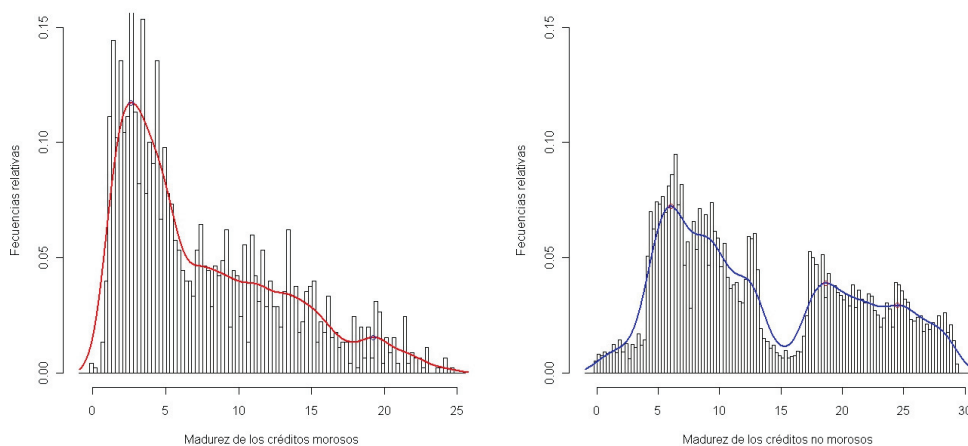 0.15
0.10
0.05
0.00
Fecuencias relativas
0 5 10 15 20 25
Madurez de los créditos morosos
0.15
0.10
0.05
0.00
Fecuencias relativas
0 5 10 15 20 25 30
Madurez de los créditos no morosos